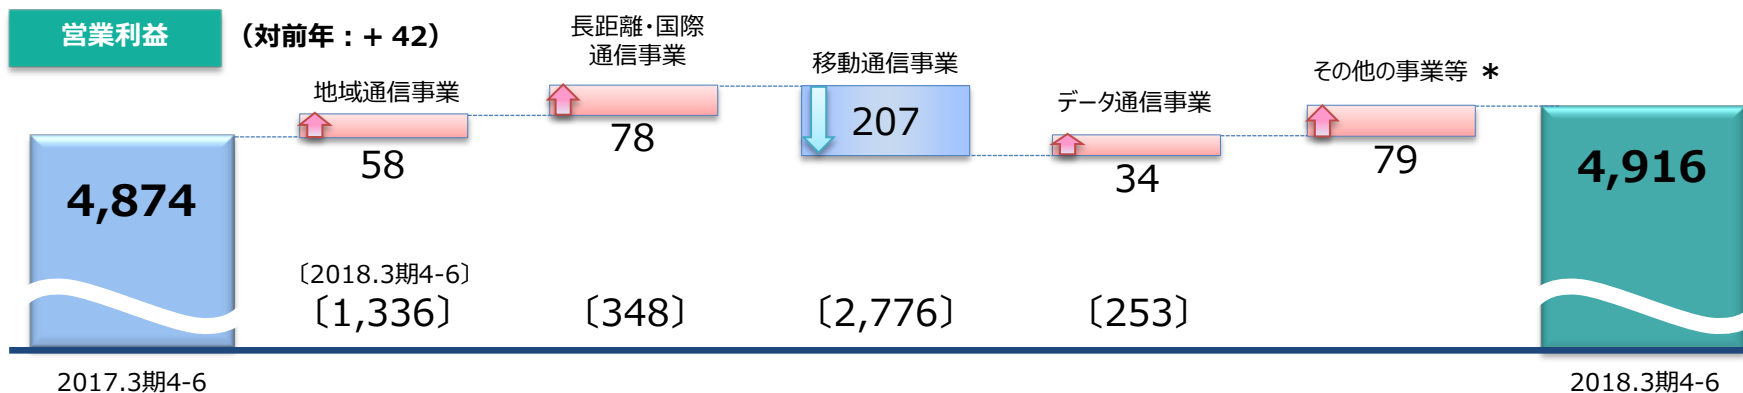 営業利益
(対前年：+ 42)
地域通信事業
58
長距離・国際
通信事業
78
移動通信事業
207
データ通信事業
34
その他の事業等 *
79
4,874
4,916
〔2018.3期4-6〕
〔1,336〕
〔348〕
〔2,776〕
〔253〕
2017.3期4-6
2018.3期4-6